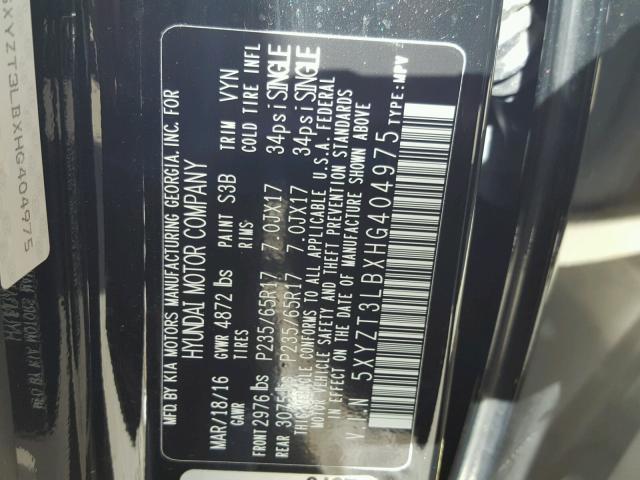 MFD. BY KIA MOTORS MANUFACTURING GEORGIA, INC. FOR
HYUNDAI MOTOR COMPANY
MAR/18/16 GVWR 4872 lbs PAINT S3B TRIM VYN
GAWR TIRES RIMS COLD TIRE INFL
FRONT 2976 lbs P235/65R17 7.0JX17 34psi SINGLE
REAR P235/65R17 7.0JX17 34psi SINGLE
THIS VEHICLE CONFORMS TO ALL APPLICABLE U.S.A. FEDERAL
MOTOR VEHICLE SAFETY AND THEFT PREVENTION STANDARDS
IN EFFECT ON THE DATE OF MANUFACTURE SHOWN ABOVE
V.I.N 5XYZT3LBXHG404975 TYPE:MPV
5XYZT3LBXHG404975